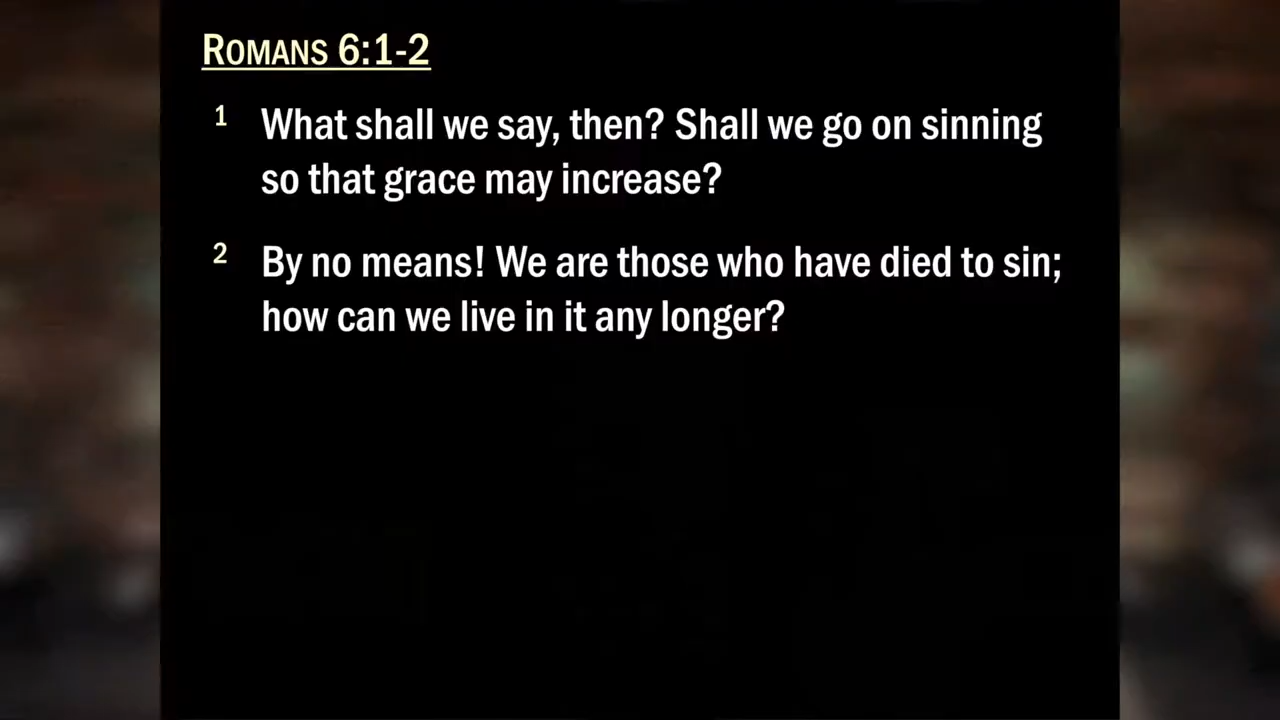 ROMANS 6:1-2
1 What shall we say, then? Shall we go on sinning
so that grace may increase?
2 By no means! We are those who have died to sin;
how can we live in it any longer?